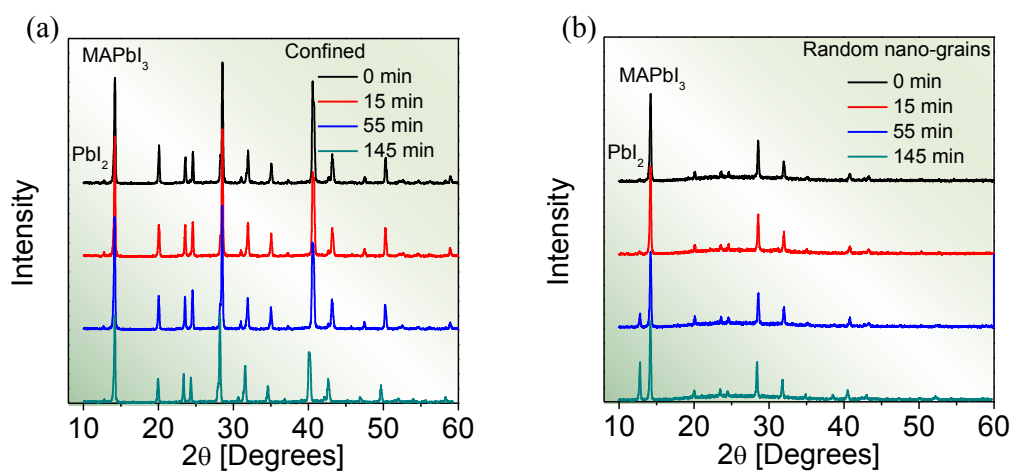 (a)
MAPbI3
Confined
0 min
15 min
55 min
145 min
PbI2
Intensity
10 20 30 40 50 60
2θ [Degrees]
(b)
Random nano-grains
MAPbI3
0 min
15 min
55 min
145 min
PbI2
Intensity
10 20 30 40 50 60
2θ [Degrees]